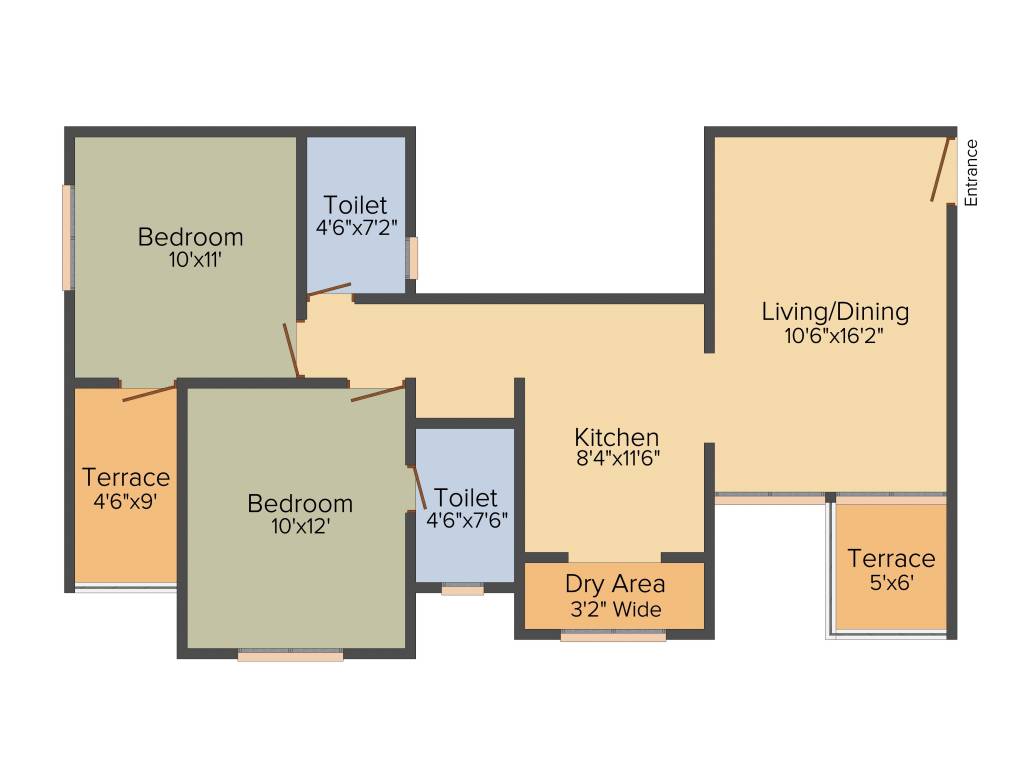 Entrance
Toilet
4'6"x7'2"
Bedroom
10'x11'
Living/Dining
10'6"x16'2"
Kitchen
8'4"x11'6"
Terrace
4'6"x9'
Bedroom
10'x12'
Toilet
4'6"x7'6"
Terrace
5'x6'
Dry Area
3'2" Wide